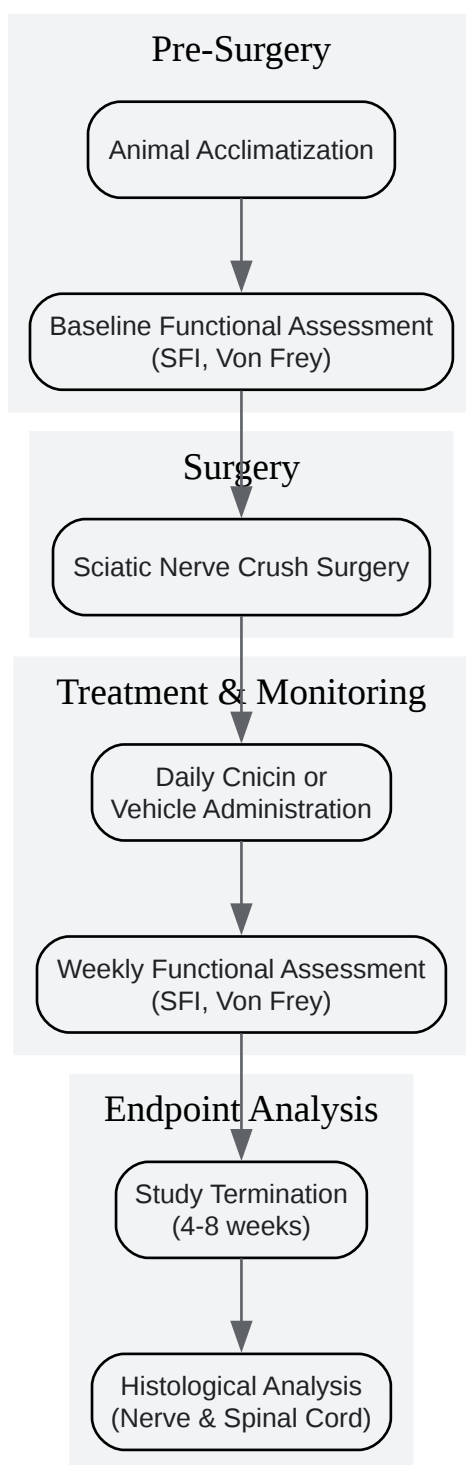 Pre-Surgery
Animal Acclimatization
Baseline Functional Assessment
(SFI, Von Frey)
Surgery
Sciatic Nerve Crush Surgery
Treatment & Monitoring
Daily Cnicin or
Vehicle Administration
Weekly Functional Assessment
(SFI, Von Frey)
Endpoint Analysis
Study Termination
(4-8 weeks)
Histological Analysis
(Nerve & Spinal Cord)